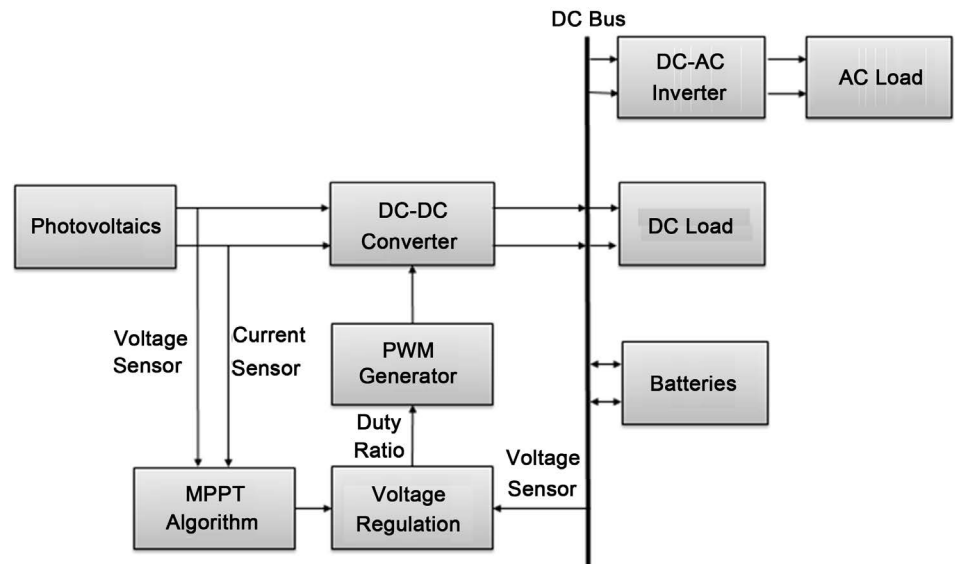 DC Bus
DC-AC
Inverter
AC Load
Photovoltaics
DC-DC
Converter
DC Load
Voltage
Sensor
Current
Sensor
PWM
Generator
Batteries
Duty
Ratio
Voltage
Sensor
MPPT
Algorithm
Voltage
Regulation